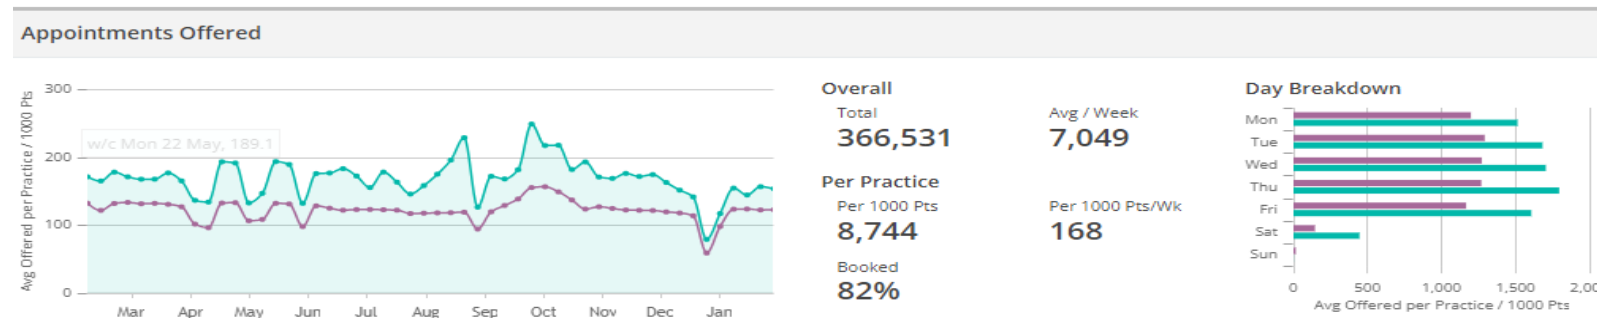 Appointments Offered
Avg Offered per Practice / 1000 Pts
300
200
100
0
w/c Mon 22 May, 189.1
Mar Apr May Jun Jul Aug Sep Oct Nov Dec Jan
Overall
Total Avg / Week
366,531 7,049
Per Practice
Per 1000 Pts Per 1000 Pts/Wk
8,744 168
Booked
82%
Day Breakdown
Mon
Tue
Wed
Thu
Fri
Sat
Sun
0 500 1,000 1,500 2,00
Avg Offered per Practice / 1000 Pts